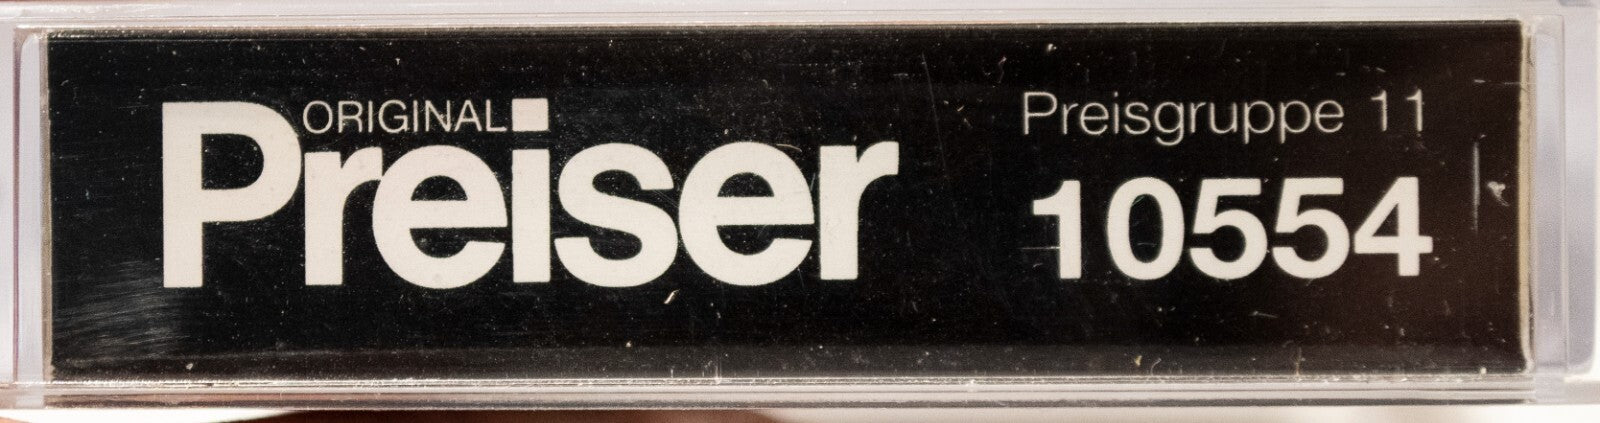 ORIGINAL
Preiser
Preisgruppe 11
10554